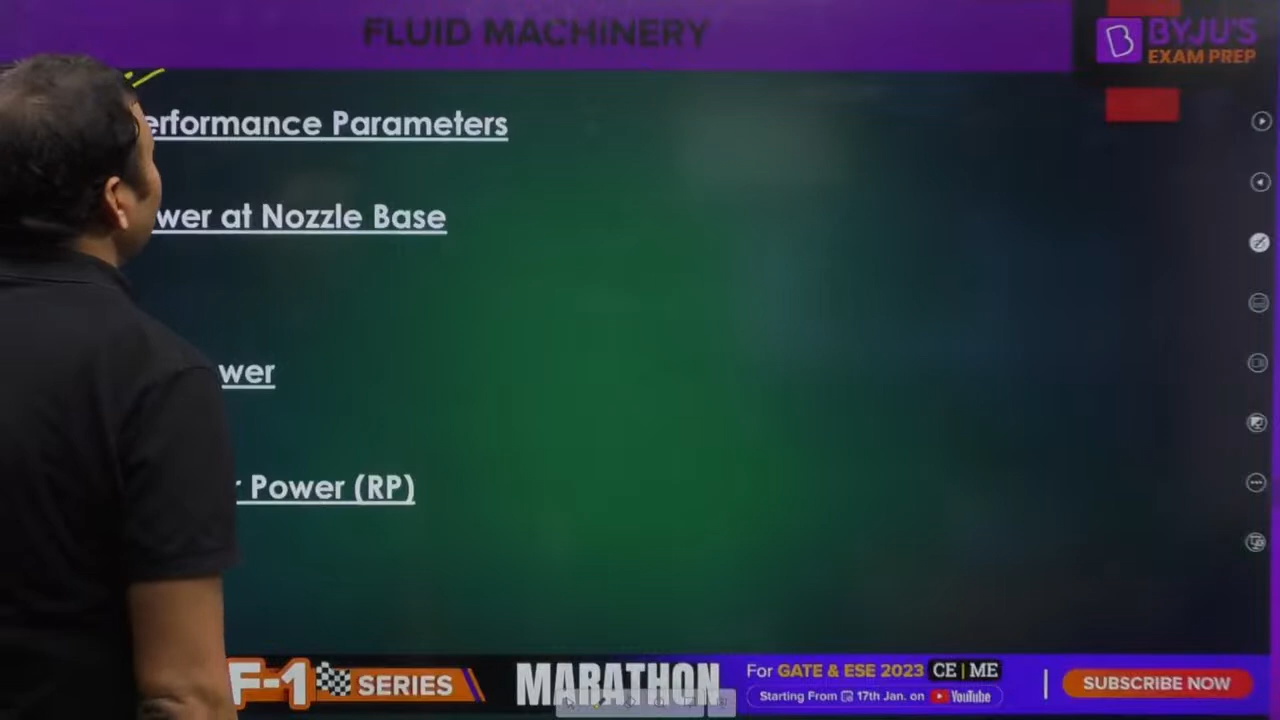 FLUID MACHINERY
BYJU'S
EXAM PREP
erformance Parameters
wer at Nozzle Base
wer
r Power (RP)
F-1 SERIES
MARATHON
For GATE & ESE 2023 CE | ME
Starting From 17th Jan. on YouTube
SUBSCRIBE NOW